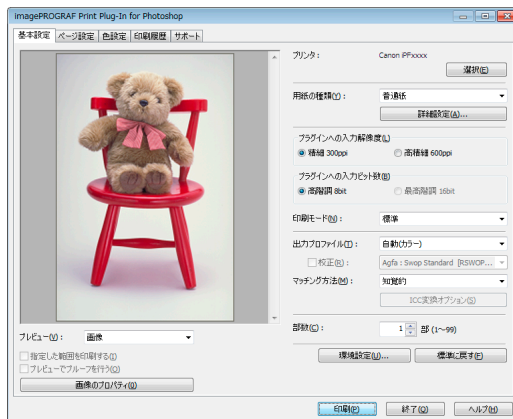 imagePROGRAF Print Plug-In for Photoshop
基本設定 ページ設定 色設定 印刷履歴 サポート
プリンタ: Canon iPFxxxx
選択(E)
用紙の種類(Y): 普通紙
詳細設定(A)...
プラグインへの入力解像度(L)
精細 300ppi 高精細 600ppi
プラグインへの入力ビット数(B)
高階調 8bit 最高階調 16bit
印刷モード(N): 標準
出力プロファイル(T): 自動(カラー)
校正(R): Agfa : Swop Standard [RSWOP...
マッチング方法(M): 知覚的
ICC変換オプション(S)
部数(C): 1 部 (1~99)
環境設定(U)... 標準に戻す(F)
プレビュー(V): 画像
指定した範囲を印刷する(I)
プレビューでプルーフを行う(O)
画像のプロパティ(G)
印刷(P) 終了(Q) ヘルプ(H)